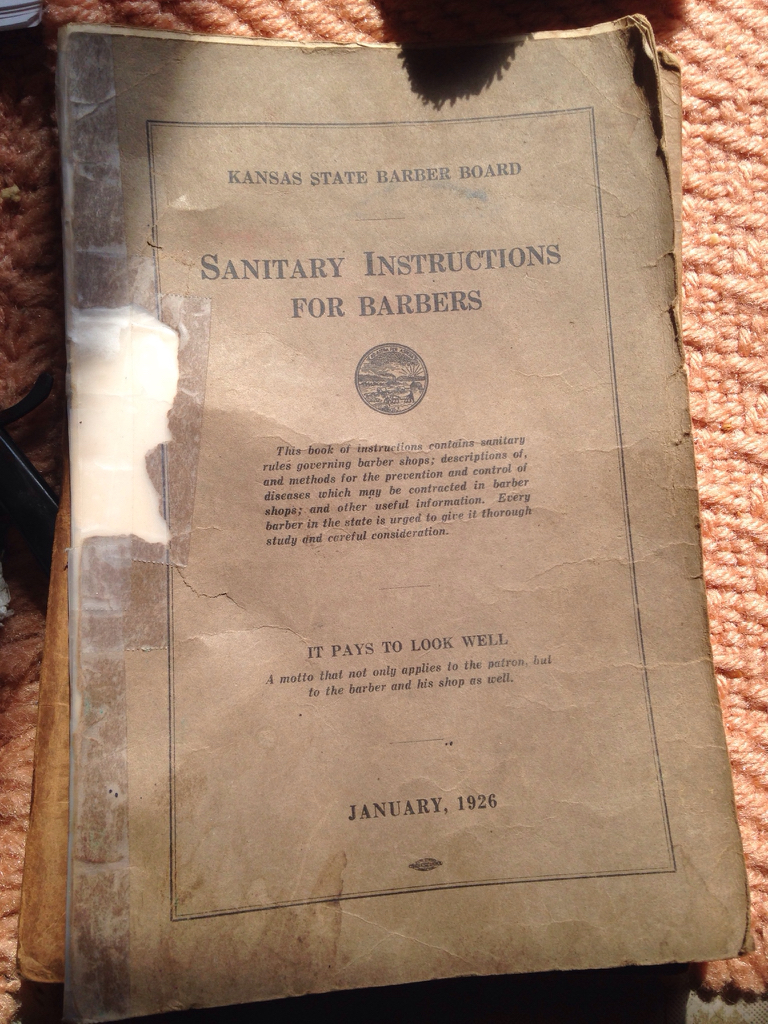 KANSAS STATE BARBER BOARD
SANITARY INSTRUCTIONS
FOR BARBERS
This book of instructions contains sanitary
rules governing barber shops; descriptions of,
and methods for the prevention and control of
diseases which may be contracted in barber
shops; and other useful information. Every
barber in the state is urged to give it thorough
study and careful consideration.
IT PAYS TO LOOK WELL
A motto that not only applies to the patron, but
to the barber and his shop as well.
JANUARY, 1926